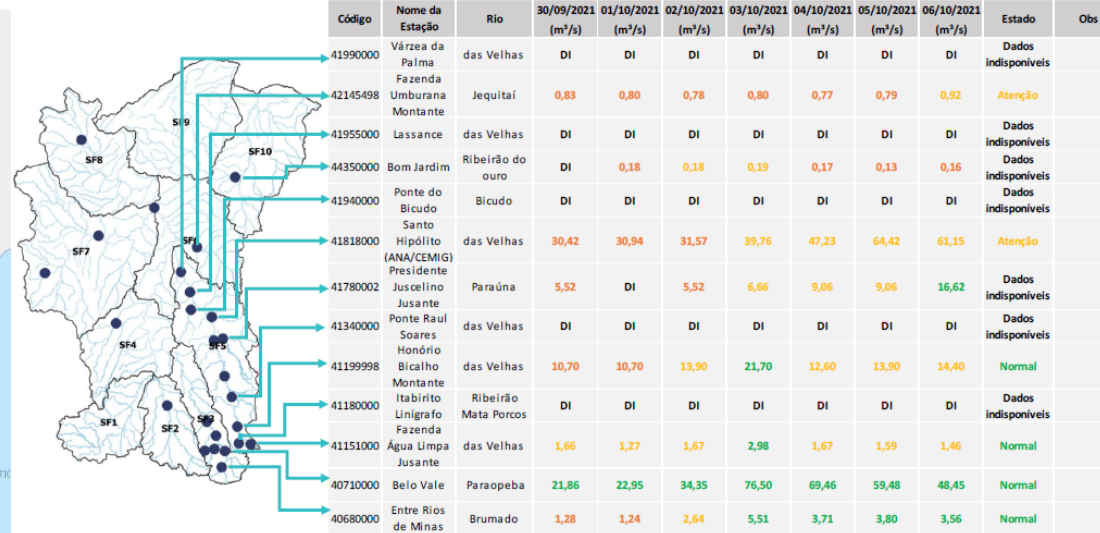 Código Nome da Estação Rio 30/09/2021 (m³/s) 01/10/2021 (m³/s) 02/10/2021 (m³/s) 03/10/2021 (m³/s) 04/10/2021 (m³/s) 05/10/2021 (m³/s) 06/10/2021 (m³/s) Estado Obs
41990000 Várzea da Palma das Velhas DI DI DI DI DI DI DI Dados indisponíveis
42145498 Fazenda Umburana Montante Jequitaí 0,83 0,80 0,78 0,80 0,77 0,79 0,92 Atenção
41955000 Lassance das Velhas DI DI DI DI DI DI DI Dados indisponíveis
44350000 Bom Jardim Ribeirão do ouro DI 0,18 0,18 0,19 0,17 0,13 0,16 Dados indisponíveis
41940000 Ponte do Bicudo Bicudo DI DI DI DI DI DI DI Dados indisponíveis
41818000 Santo Hipólito (ANA/CEMIG) das Velhas 30,42 30,94 31,57 39,76 47,23 64,42 61,15 Atenção
41780002 Presidente Juscelino Jusante Paraúna 5,52 DI 5,52 6,66 9,06 9,06 16,62 Dados indisponíveis
41340000 Ponte Raul Soares das Velhas DI DI DI DI DI DI DI Dados indisponíveis
41199998 Honório Bicalho Montante das Velhas 10,70 10,70 13,90 21,70 12,60 13,90 14,40 Normal
41180000 Itabirito Linígrafo Ribeirão Mata Porcos DI DI DI DI DI DI DI Dados indisponíveis
41151000 Fazenda Água Limpa Jusante das Velhas 1,66 1,27 1,67 2,98 1,67 1,59 1,46 Normal
40710000 Belo Vale Paraopeba 21,86 22,95 34,35 76,50 69,46 59,48 48,45 Normal
40680000 Entre Rios de Minas Brumado 1,28 1,24 2,64 5,51 3,71 3,80 3,56 Normal
SF9
SF8
SF10
SF6
SF7
SF4
SF5
SF1
SF2
SF3